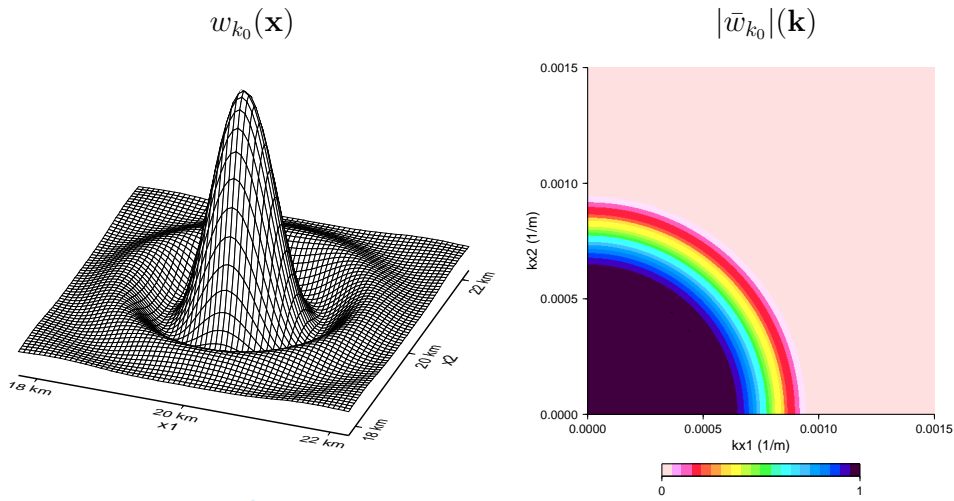 w_{k_0}(𝐱)
18 km
20 km
22 km
x1
18 km
20 km
22 km
x2
|w̄_{k_0}|(𝐤)
0.0015
0.0010
0.0005
0.0000
kx2 (1/m)
0.0000 0.0005 0.0010 0.0015
kx1 (1/m)
0 1